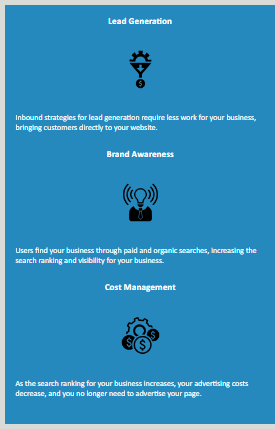 Lead Generation
$
Inbound strategies for lead generation require less work for your business,
bringing customers directly to your website.
Brand Awareness
Users find your business through paid and organic searches, increasing the
search ranking and visibility for your business.
Cost Management
$ $ $
As the search ranking for your business increases, your advertising costs
decrease, and you no longer need to advertise your page.